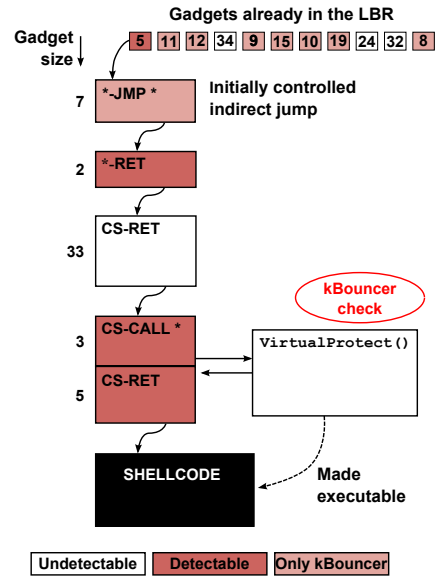 Gadgets already in the LBR
Gadget
size
5 11 12 34 9 15 10 19 24 32 8
7
*-JMP *
Initially controlled
indirect jump
2
*-RET
33
CS-RET
kBouncer
check
3
CS-CALL *
VirtualProtect()
5
CS-RET
SHELLCODE
Made
executable
Undetectable Detectable Only kBouncer